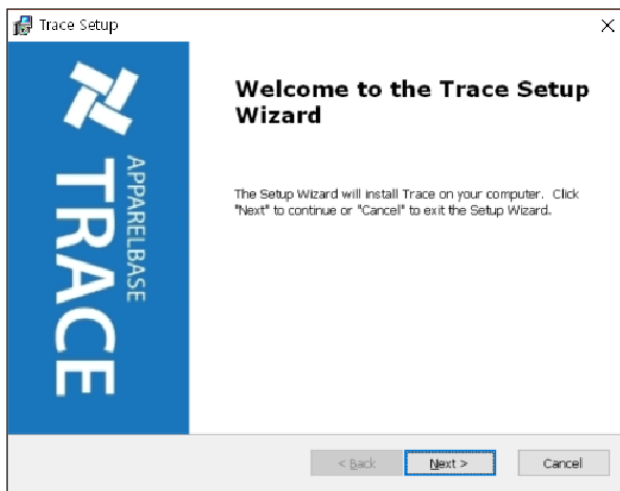 Trace Setup
APPARELBASE
TRACE
Welcome to the Trace Setup
Wizard
The Setup Wizard will install Trace on your computer.  Click
"Next" to continue or "Cancel" to exit the Setup Wizard.
< Back
Next >
Cancel